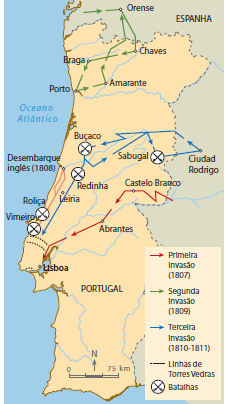 Orense
ESPANHA
Chaves
Braga
Amarante
Porto
Oceano
Atlântico
Buçaco
Desembarque
inglês (1808)
Sabugal
Ciudad
Rodrigo
Redinha
Castelo Branco
Leiria
Roliça
Vimeiro
Abrantes
Lisboa
PORTUGAL
Primeira
Invasão
(1807)
Segunda
Invasão
(1809)
Terceira
Invasão
(1810-1811)
Linhas de
Torres Vedras
Batalhas
N
0 75 km